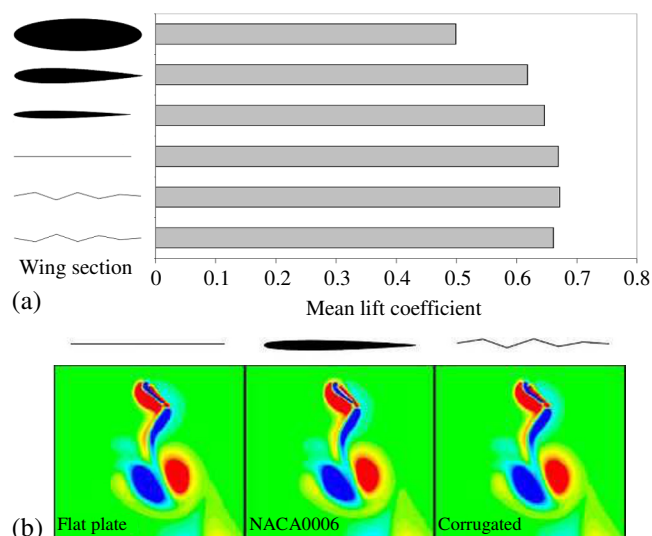 Wing section
0 0.1 0.2 0.3 0.4 0.5 0.6 0.7 0.8
(a)
Mean lift coefficient
(b)
Flat plate
NACA0006
Corrugated